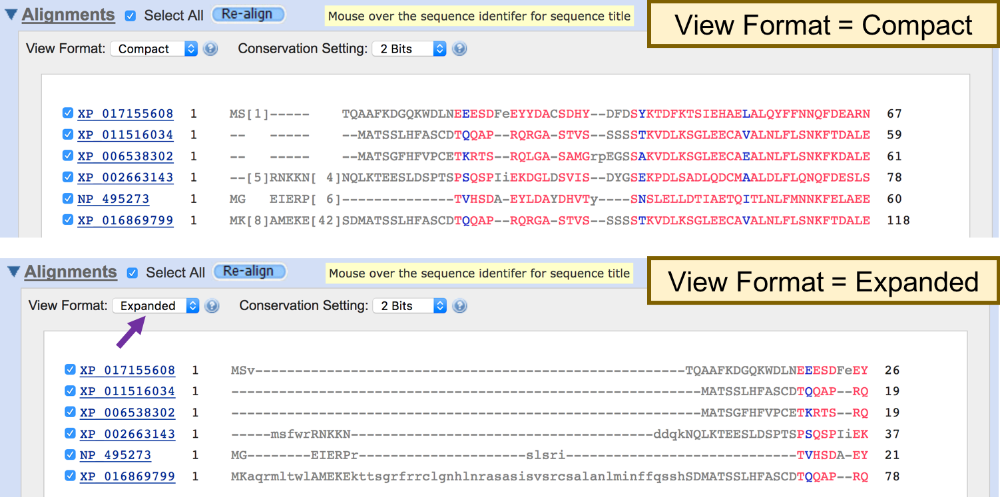 Alignments Select All Re-align Mouse over the sequence identifer for sequence title View Format = Compact
View Format: Compact ? Conservation Setting: 2 Bits ?
XP_017155608 1 MS[1]----- TQAAFKDGQKWDLNEEESDFeEYYDACSDHY--DFDSYKTDFKTSIEHAELALQYFFNNQFDEARN 67
XP_011516034 1 -- ----- --MATSSLHFASCDTQQAP--RQRGA-STVS--SSSSTKVDLKSGLEECAVALNLFLSNKFTDALE 59
XP_006538302 1 -- ----- --MATSGFHFVPCETKRTS--RQLGA-SAMGrpEGSSAKVDLKSGLEECAEALNLFLSNKFKDALE 61
XP_002663143 1 --[5]RNKKN[ 4]NQLKTEESLDSPTSPSQSPIiEKDGLDSVIS--DYGSEKPDLSADLQDCMAALDLFLQNQFDESLS 78
NP_495273 1 MG EIERP[ 6]--------------TVHSDA-EYLDAYDHVTy----SNSLELLDTIAETQITLNLFMNNKFELAEE 60
XP_016869799 1 MK[8]AMEKE[42]SDMATSSLHFASCDTQQAP--RQRGA-STVS--SSSSTKVDLKSGLEECAVALNLFLSNKFTDALE 118
Alignments Select All Re-align Mouse over the sequence identifer for sequence title View Format = Expanded
View Format: Expanded ? Conservation Setting: 2 Bits ?
XP_017155608 1 MSv------------------------------------------------------TQAAFKDGQKWDLNEEESDFeEY 26
XP_011516034 1 -----------------------------------------------------------MATSSLHFASCDTQQAP--RQ 19
XP_006538302 1 -----------------------------------------------------------MATSGFHFVPCETKRTS--RQ 19
XP_002663143 1 -----msfwrRNKKN--------------------------------------ddqkNQLKTEESLDSPTSPSQSPIiEK 37
NP_495273 1 MG--------EIERPr---------------------slsri-----------------------------TVHSDA-EY 21
XP_016869799 1 MKaqrmltwlAMEKEkttsgrfrrclgnhlnrasasisvsrcsalanlminffqsshSDMATSSLHFASCDTQQAP--RQ 78